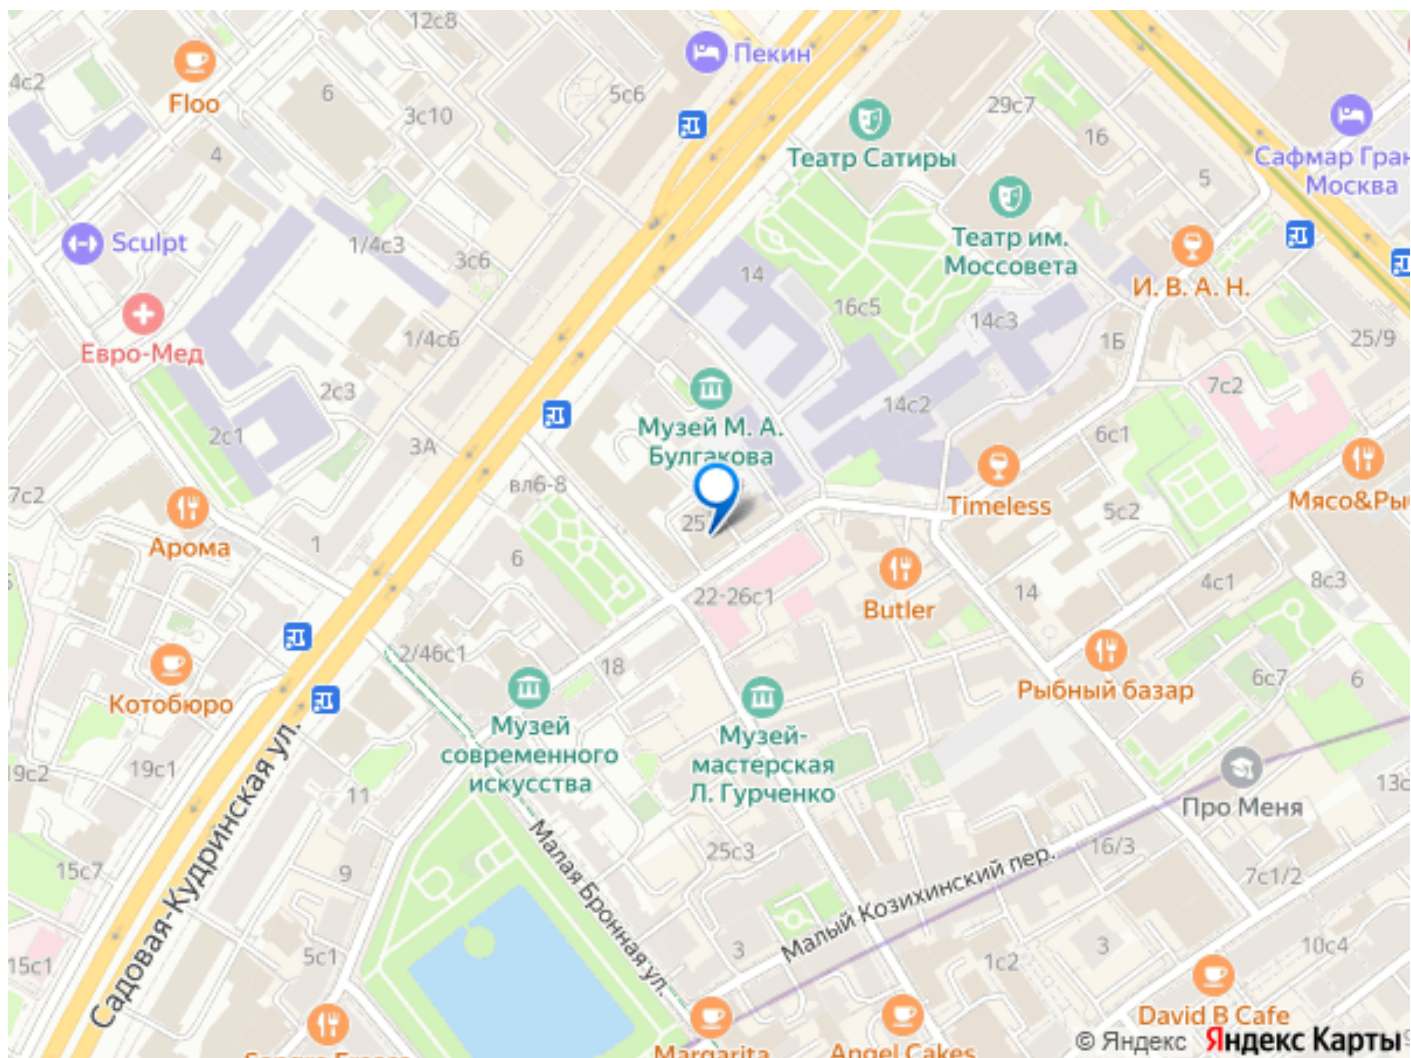 12с8
Пекин
4с2
Floo
6
3с10
5с6
29с7
16
Театр Сатиры
Сафмар Гран
Москва
4
5
Sculpt
1/4с3
3с6
14
Театр им.
Моссовета
И. В. А. Н.
16с5
14с3
Евро-Мед
1/4с6
1Б
25/9
2с3
7с2
14с2
2с1
3А
Музей М. А.
Булгакова
6с1
7с2
вл6-8
Timeless
Мясо&Ры
25
5с2
Арома
1
6
22-26с1
Butler
14
4с1
8с3
2/46с1
18
Рыбный базар
6с7
6
Котобюро
Музей
современного
искусства
Музей-
мастерская
Л. Гурченко
19с2
19с1
11
Про Меня
13с
Садовая-Кудринская ул.
Малая Бронная ул.
25с3
16/3
15с7
9
Малый Козихинский пер.
7с1/2
15с1
5с1
3
1с2
3
10с4
David B Cafe
Margarita
Angel Cakes
© Яндекс Яндекс Карты